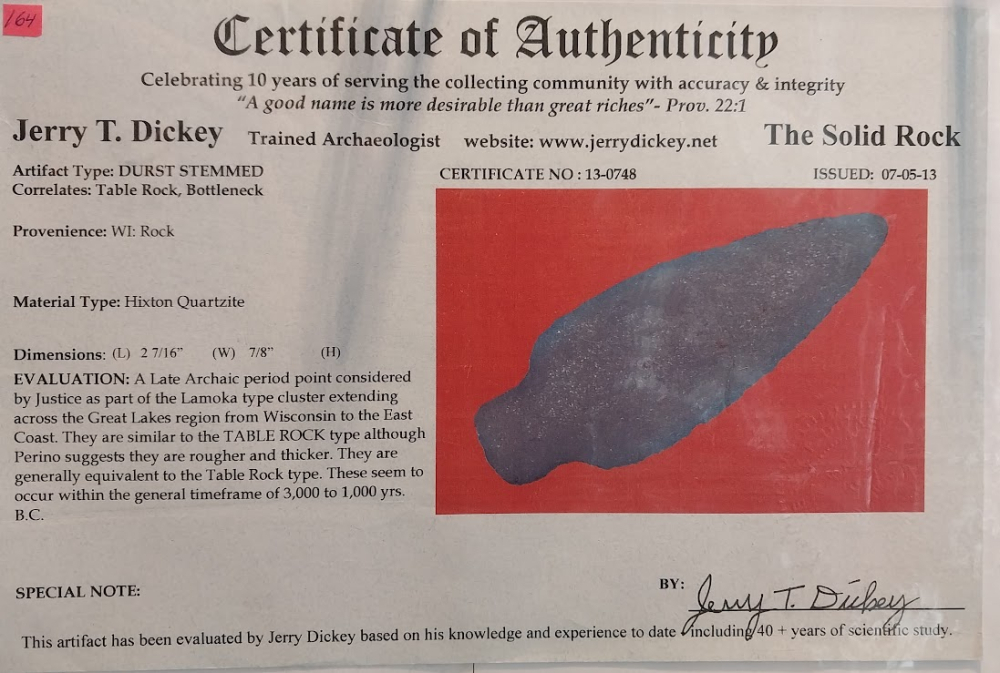 164
Certificate of Authenticity
Celebrating 10 years of serving the collecting community with accuracy & integrity
"A good name is more desirable than great riches"- Prov. 22:1
Jerry T. Dickey Trained Archaeologist website: www.jerrydickey.net The Solid Rock
Artifact Type: DURST STEMMED
Correlates: Table Rock, Bottleneck
CERTIFICATE NO : 13-0748 ISSUED: 07-05-13
Provenience: WI: Rock
Material Type: Hixton Quartzite
Dimensions: (L) 2 7/16" (W) 7/8" (H)
EVALUATION: A Late Archaic period point considered
by Justice as part of the Lamoka type cluster extending
across the Great Lakes region from Wisconsin to the East
Coast. They are similar to the TABLE ROCK type although
Perino suggests they are rougher and thicker. They are
generally equivalent to the Table Rock type. These seem to
occur within the general timeframe of 3,000 to 1,000 yrs.
B.C.
SPECIAL NOTE:
BY: Jerry T. Dickey
This artifact has been evaluated by Jerry Dickey based on his knowledge and experience to date including 40 + years of scientific study.